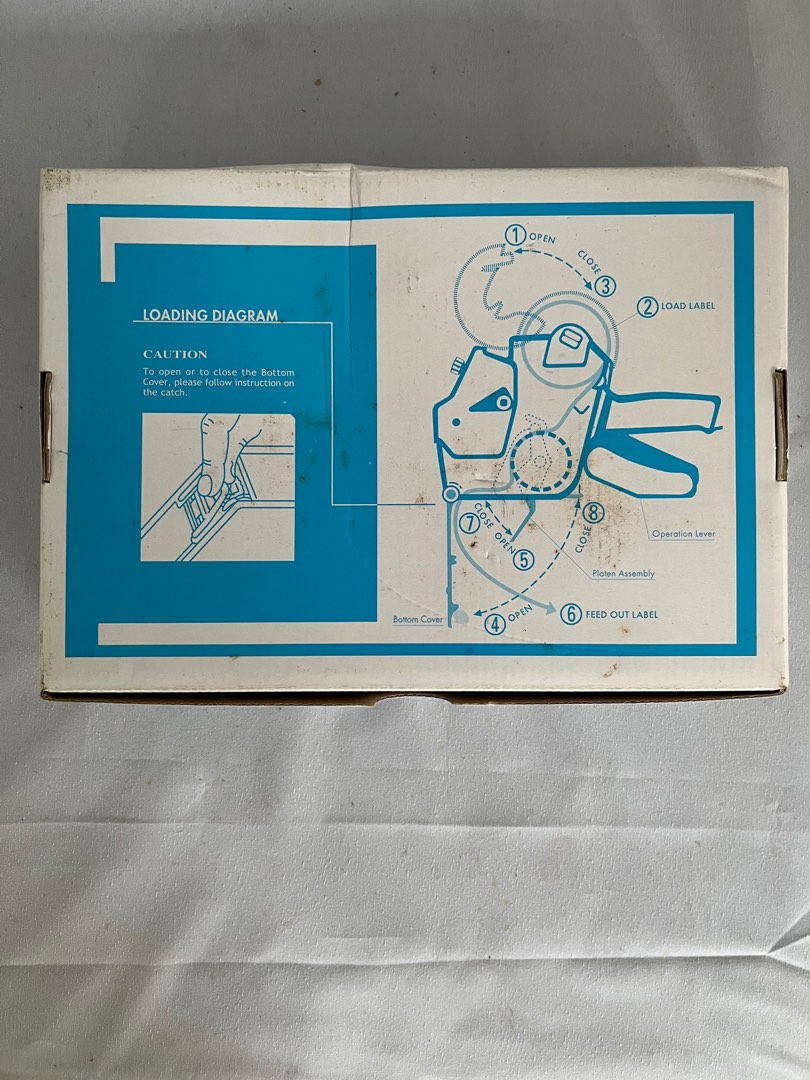 LOADING DIAGRAM
CAUTION
To open or to close the Bottom
Cover, please follow instruction on
the catch.
1 OPEN
CLOSE 3
2 LOAD LABEL
7 CLOSE
OPEN 5
CLOSE 8
Operation Lever
Platen Assembly
Bottom Cover
4 OPEN
6 FEED OUT LABEL